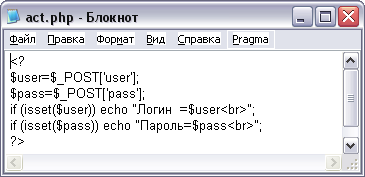 act.php - Блокнот
Файл Правка Формат Вид Справка Pragma
<?
$user=$_POST['user'];
$pass=$_POST['pass'];
if (isset($user)) echo "Логин  =$user<br>";
if (isset($pass)) echo "Пароль=$pass<br>";
?>